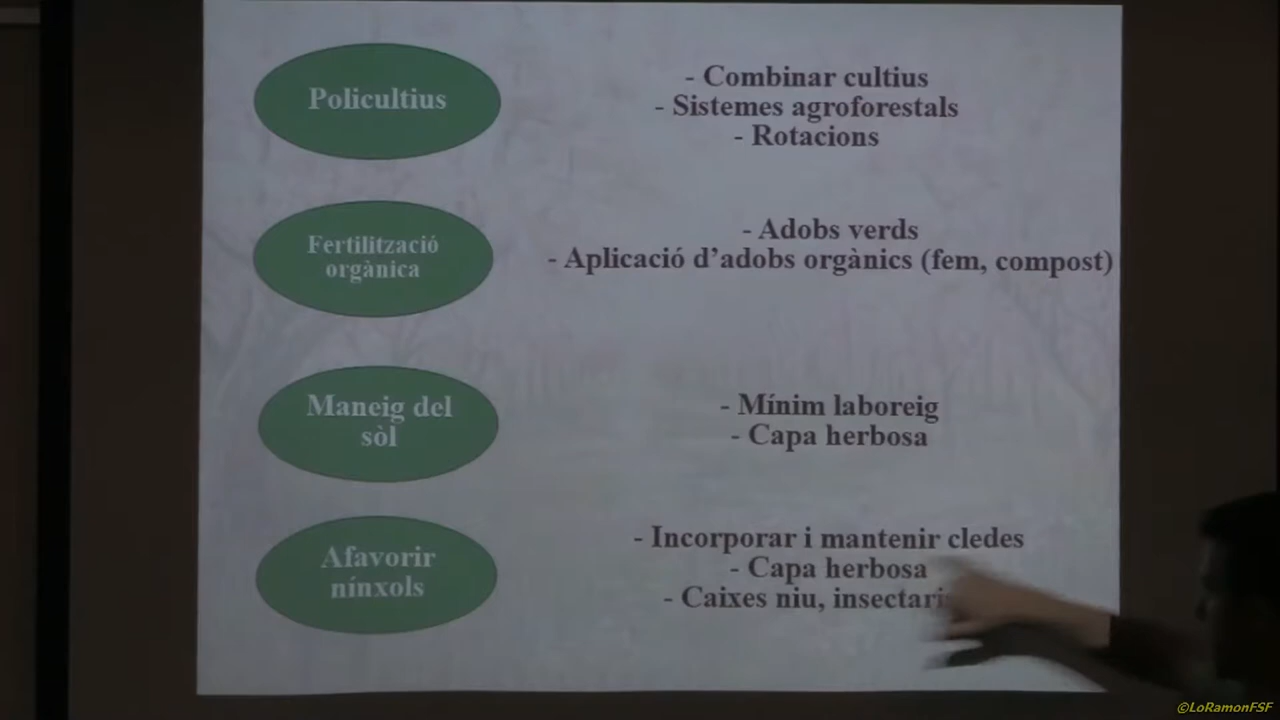 Policultius
- Combinar cultius
- Sistemes agroforestals
- Rotacions
Fertilització
orgànica
- Adobs verds
- Aplicació d’adobs orgànics (fem, compost)
Maneig del
sòl
- Mínim laboreig
- Capa herbosa
Afavorir
nínxols
- Incorporar i mantenir cledes
- Capa herbosa
- Caixes niu,
©LoRamonFSF